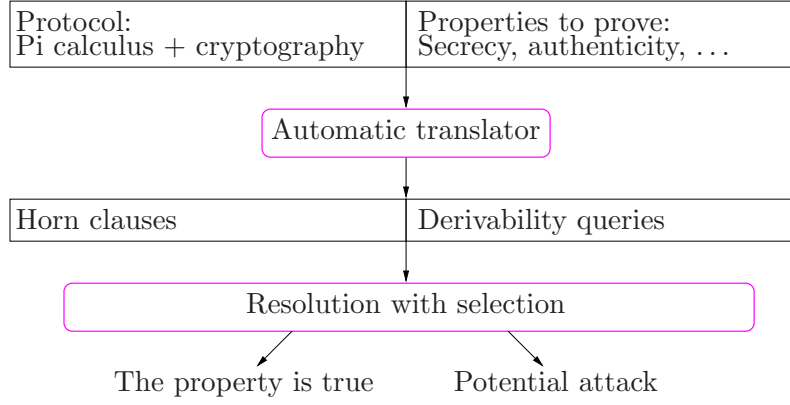 Protocol:
Pi calculus + cryptography
Properties to prove:
Secrecy, authenticity, . . .
Automatic translator
Horn clauses
Derivability queries
Resolution with selection
The property is true
Potential attack